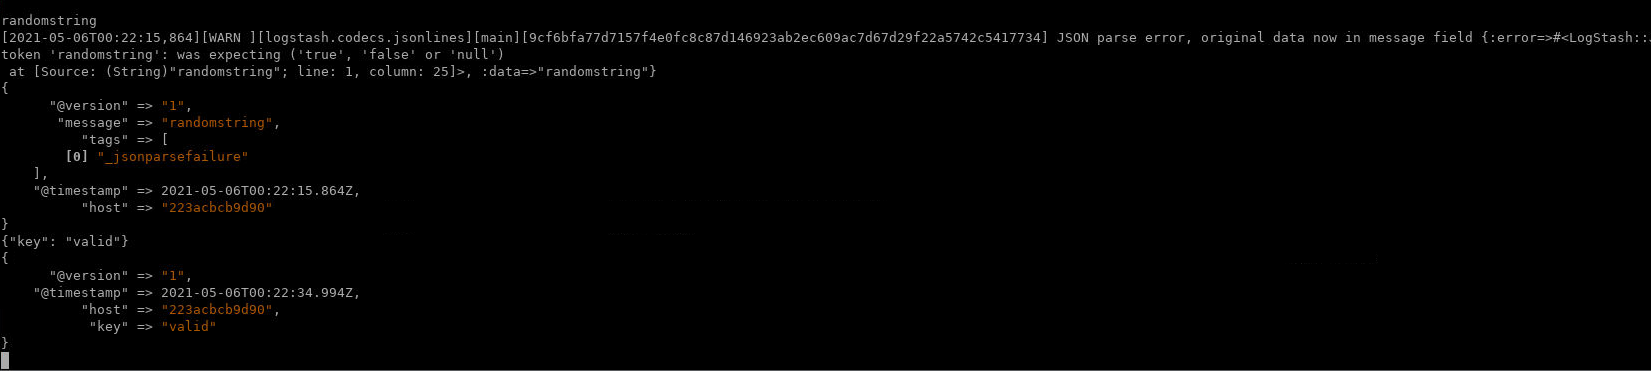 randomstring
[2021-05-06T00:22:15,864][WARN ][logstash.codecs.jsonlines][main][9cf6bfa77d7157f4e0fc8c87d146923ab2ec609ac7d67d29f22a5742c5417734] JSON parse error, original data now in message field {:error=>#<LogStash::
token 'randomstring': was expecting ('true', 'false' or 'null')
 at [Source: (String)"randomstring"; line: 1, column: 25]>, :data=>"randomstring"}
{
      "@version" => "1",
       "message" => "randomstring",
          "tags" => [
        [0] "_jsonparsefailure"
    ],
    "@timestamp" => 2021-05-06T00:22:15.864Z,
          "host" => "223acbcb9d90"
}
{"key": "valid"}
{
      "@version" => "1",
    "@timestamp" => 2021-05-06T00:22:34.994Z,
          "host" => "223acbcb9d90",
           "key" => "valid"
}